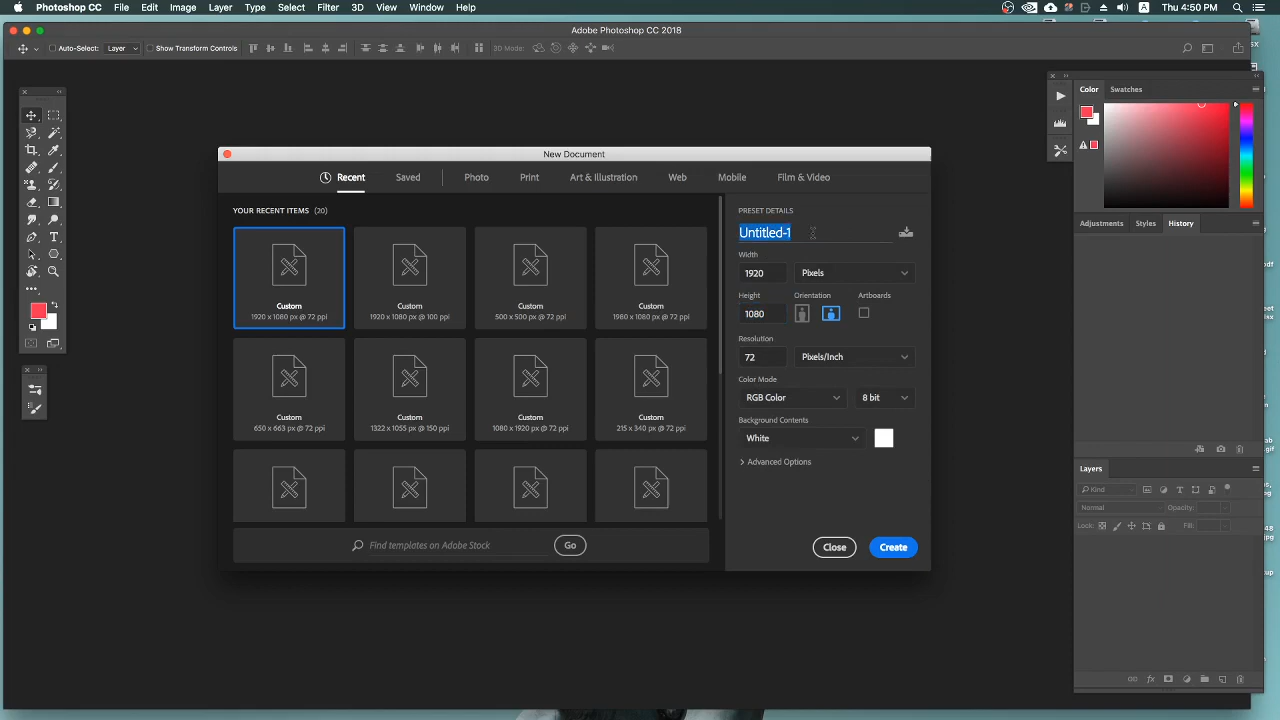 Photoshop CC File Edit Image Layer Type Select Filter 3D View Window Help
Thu 4:50 PM
Adobe Photoshop CC 2018
Auto-Select: Layer Show Transform Controls 3D Mode:
New Document
Recent Saved Photo Print Art & Illustration Web Mobile Film & Video
YOUR RECENT ITEMS (20)
Custom
1920 x 1080 px @ 72 ppi
Custom
1920 x 1080 px @ 100 ppi
Custom
500 x 500 px @ 72 ppi
Custom
1980 x 1080 px @ 72 ppi
Custom
650 x 663 px @ 72 ppi
Custom
1322 x 1055 px @ 150 ppi
Custom
1080 x 1920 px @ 72 ppi
Custom
215 x 340 px @ 72 ppi
Find templates on Adobe Stock Go
PRESET DETAILS
Untitled-1
Width
1920 Pixels
Height Orientation Artboards
1080
Resolution
72 Pixels/Inch
Color Mode
RGB Color 8 bit
Background Contents
White
Advanced Options
Close Create
Color Swatches
Adjustments Styles History
Layers
Kind
Normal Opacity:
Lock: Fill: